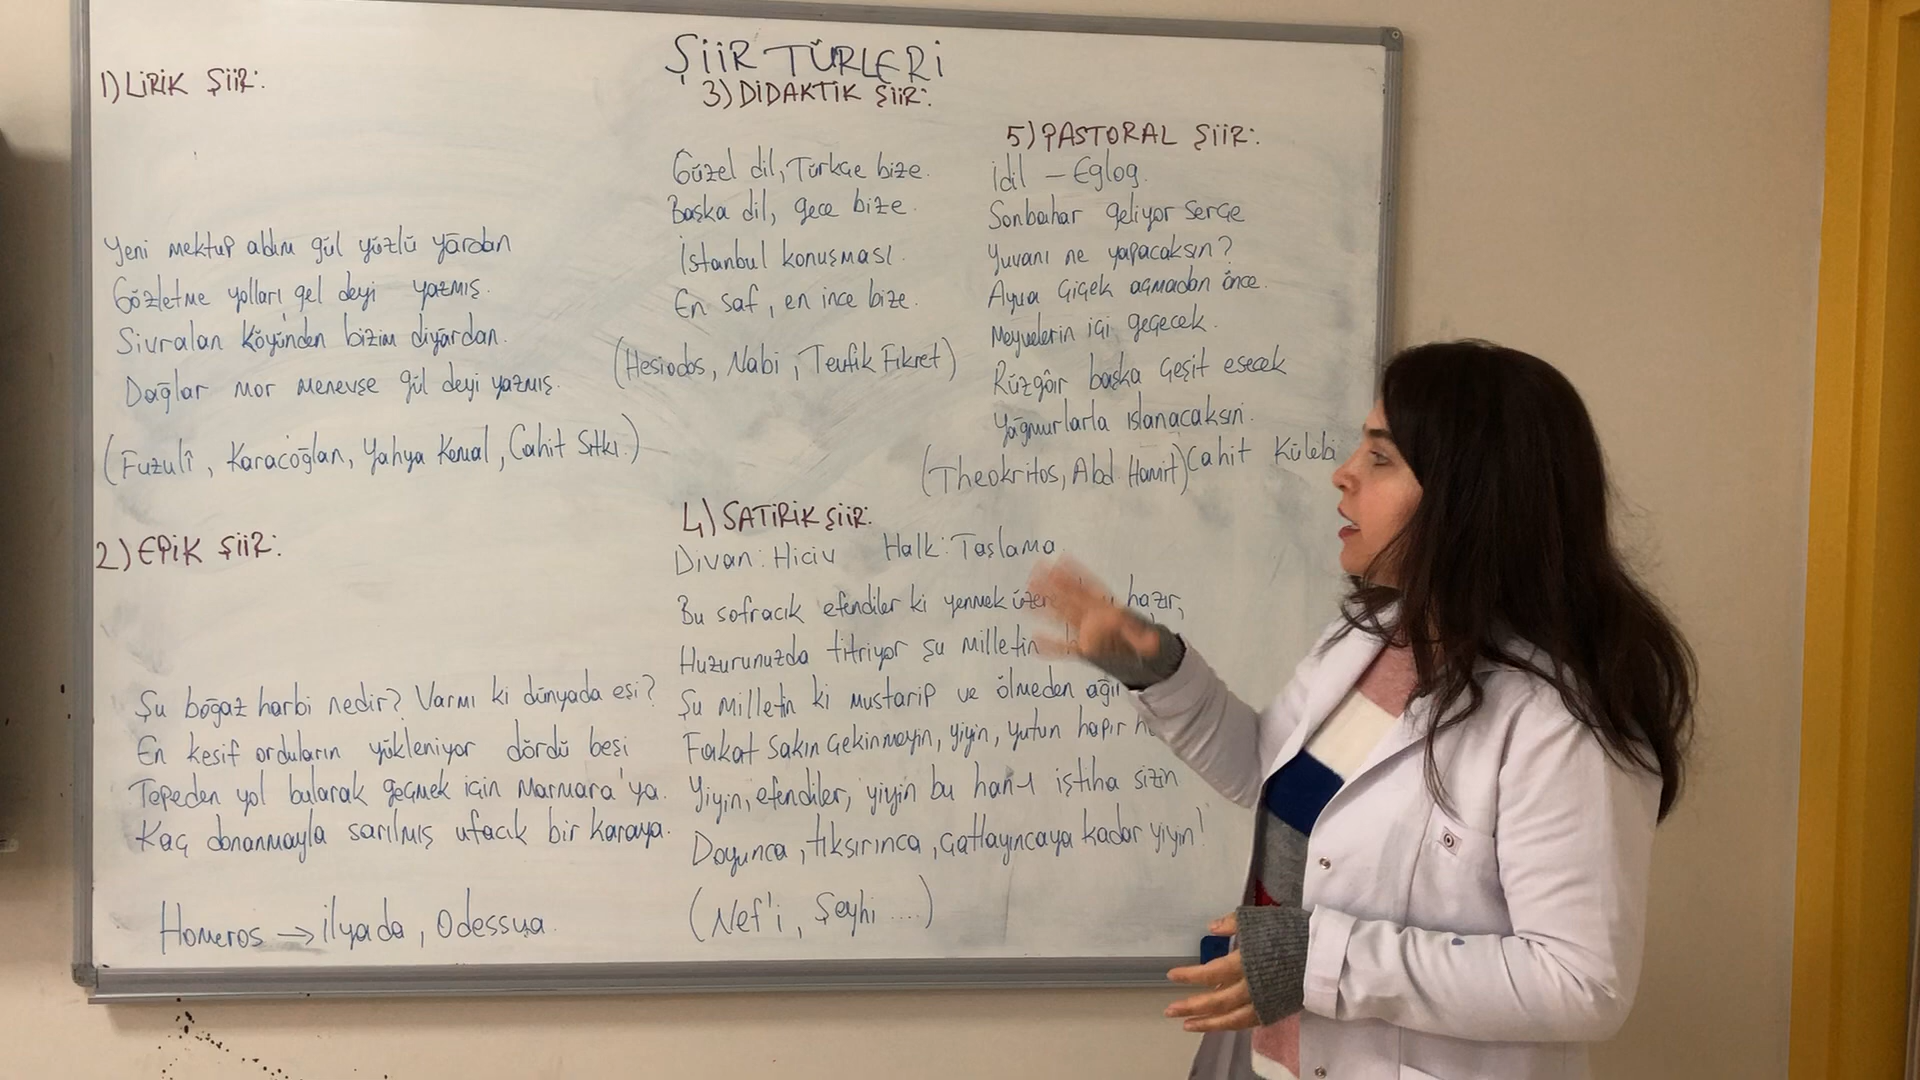 ŞİİR TÜRLERİ
1) LİRİK ŞİİR:
Yeni mektup aldım gül yüzlü yârdan
Gözletme yolları gel deyi yazmış.
Sivralan Köyünden bizim diyârdan.
Dağlar mor menevşe gül deyi yazmış.
(Fuzulî, Karacoğlan, Yahya Kemal, Cahit Sıtkı.)
2) EPİK ŞİİR:
Şu boğaz harbi nedir? Varmı ki dünyada eşi?
En kesif orduların yükleniyor dördü beşi
Tepeden yol bularak geçmek için Marmara'ya.
Kaç donanmayla sarılmış ufacık bir karaya.
Homeros → İlyada, Odessua.
3) DİDAKTİK ŞİİR:
Güzel dil, Türkçe bize.
Başka dil, gece bize.
İstanbul konuşması.
En saf, en ince bize.
(Hesiodos, Nabi, Tevfik Fikret)
4) SATİRİK ŞİİR:
Divan: Hiciv Halk: Taşlama.
Bu sofracık efendiler ki yenmek hazır,
Huzurunuzda titriyor şu milletin
Şu milletin ki mustarip ve ölmeden
Fakat sakın çekinmeyin, yiyin, yutun hapır
Yiyin, efendiler, yiyin bu han-ı iştiha sizin
Doyunca, tıksırınca, çatlayıncaya kadar yiyin!
(Nef'i, Şeyhi ....)
5) PASTORAL ŞİİR:
İdil – Eglog.
Sonbahar geliyor Serçe
Yuvanı ne yapacaksın?
Ayva çiçek açmadan önce.
Meyvelerin içi geçecek.
Rüzgâr başka çeşit esecek
Yağmurlarla ıslanacaksın.
(Theokritos, Abd. Hamit) Cahit Külebi